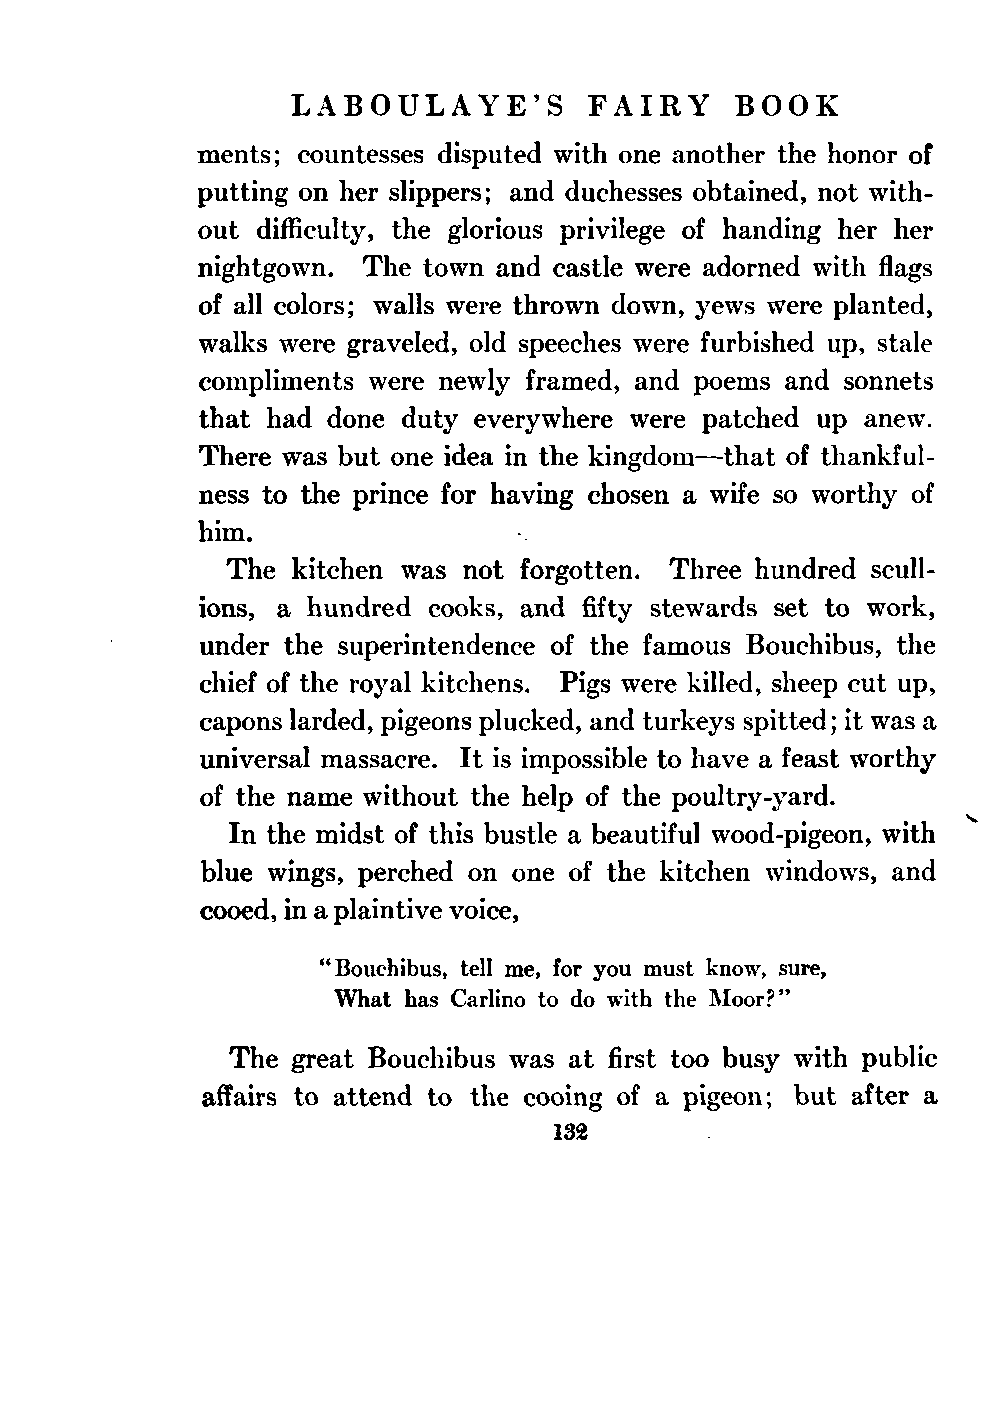 LABOULAYE'S FAIRY BOOK
ments; countesses disputed with one another the honor of
putting on her slippers; and duchesses obtained, not with-
out difficulty, the glorious privilege of handing her her
nightgown. The town and castle were adorned with flags
of all colors; walls were thrown down, yews were planted,
walks were graveled, old speeches were furbished up, stale
compliments were newly framed, and poems and sonnets
that had done duty everywhere were patched up anew.
There was but one idea in the kingdom—that of thankful-
ness to the prince for having chosen a wife so worthy of
him.
The kitchen was not forgotten. Three hundred scull-
ions, a hundred cooks, and fifty stewards set to work,
under the superintendence of the famous Bouchibus, the
chief of the royal kitchens. Pigs were killed, sheep cut up,
capons larded, pigeons plucked, and turkeys spitted; it was a
universal massacre. It is impossible to have a feast worthy
of the name without the help of the poultry-yard.
In the midst of this bustle a beautiful wood-pigeon, with
blue wings, perched on one of the kitchen windows, and
cooed, in a plaintive voice,
"Bouchibus, tell me, for you must know, sure,
What has Carlino to do with the Moor?"
The great Bouchibus was at first too busy with public
affairs to attend to the cooing of a pigeon; but after a
132